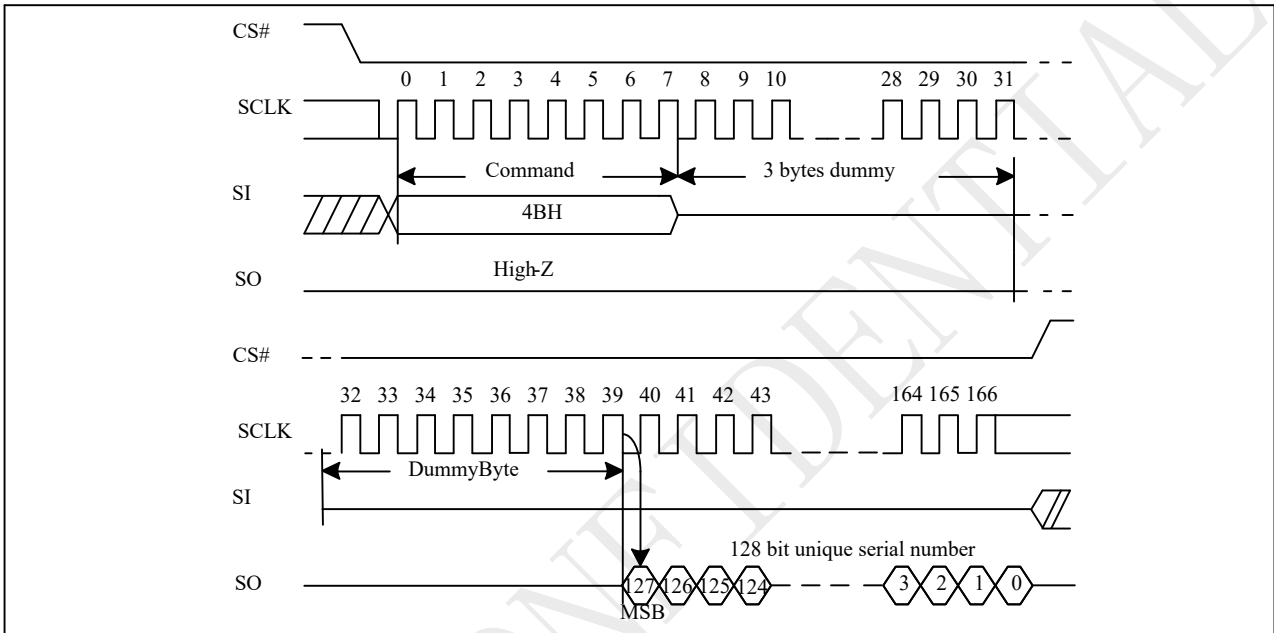 CS#
0 1 2 3 4 5 6 7 8 9 10 28 29 30 31
SCLK
Command 3 bytes dummy
SI
4BH
High-Z
SO
CS#
32 33 34 35 36 37 38 39 40 41 42 43 164 165 166
SCLK
DummyByte
SI
128 bit unique serial number
SO 127 126 125 124 3 2 1 0
MSB
ONFIDENTIAL